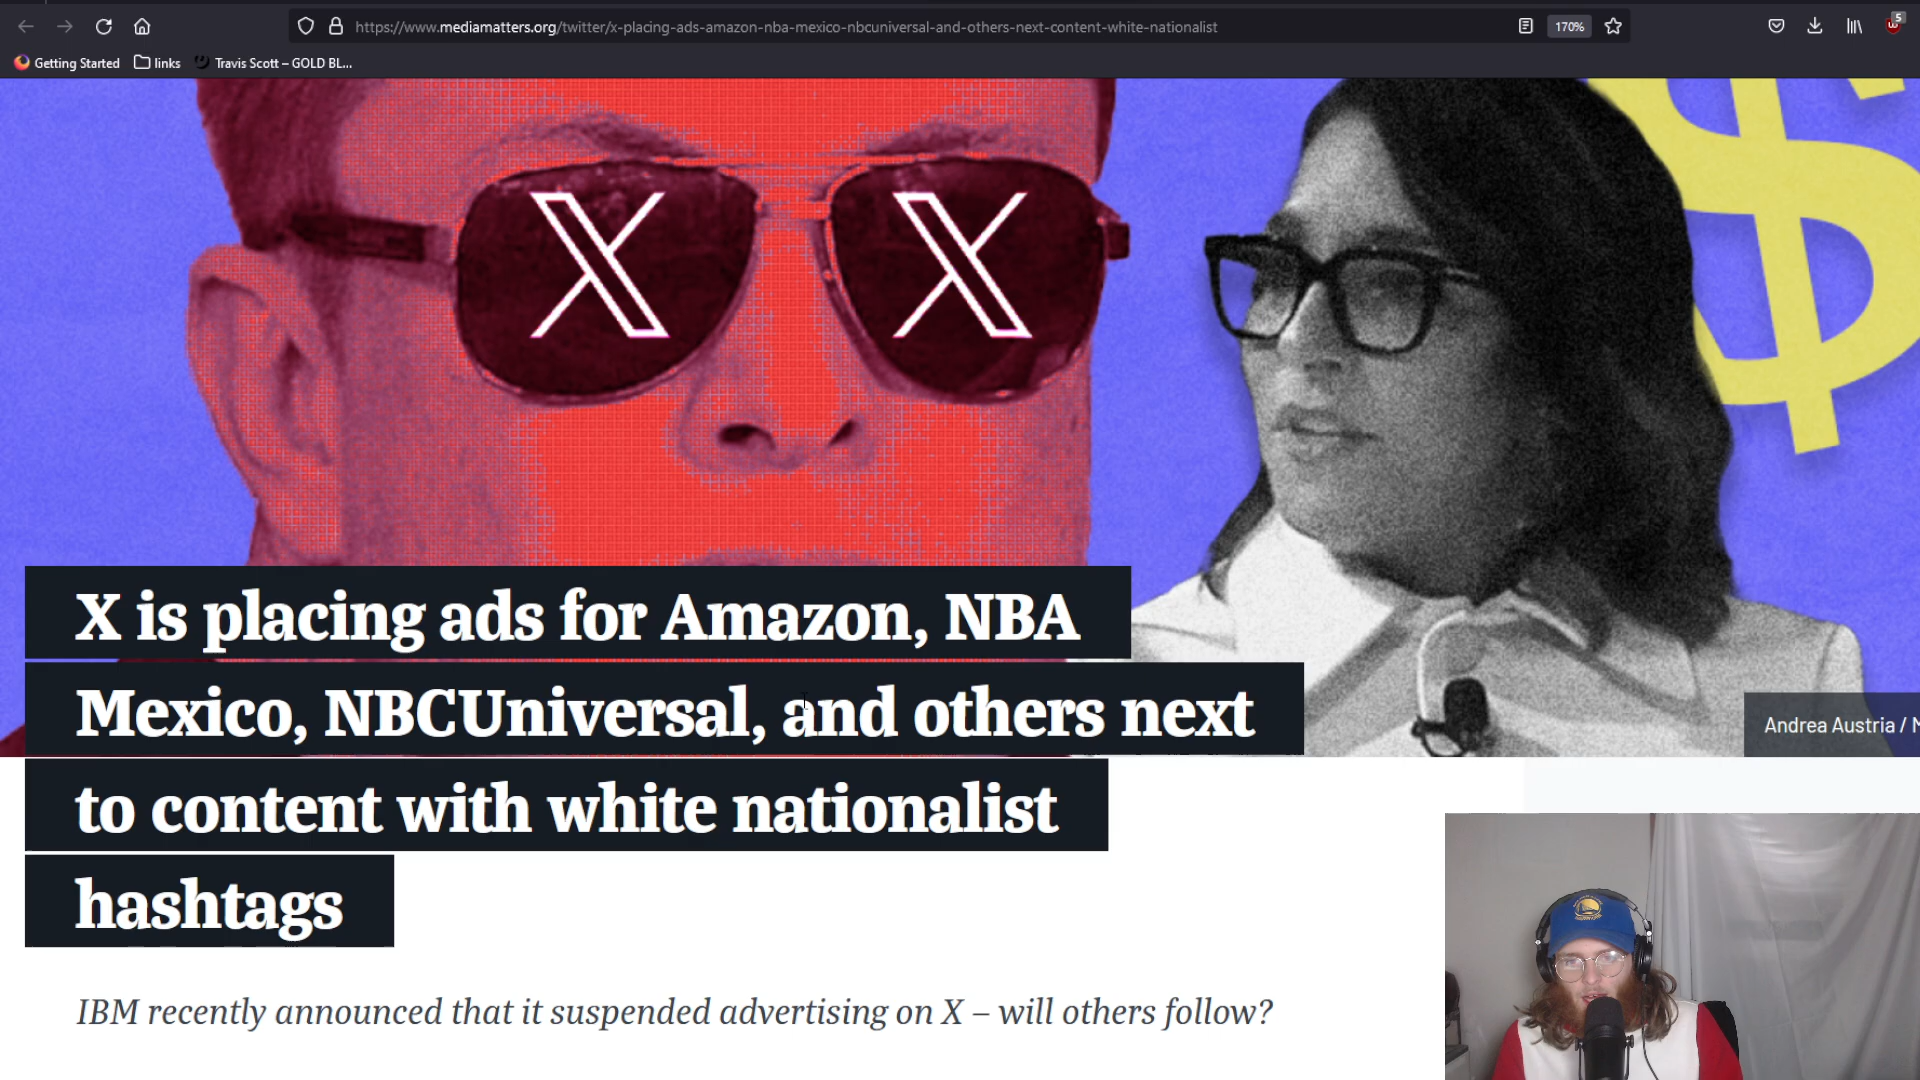 https://www.mediamatters.org/twitter/x-placing-ads-amazon-nba-mexico-nbcuniversal-and-others-next-content-white-nationalist
170%
5
Getting Started
links
Travis Scott – GOLD BL...
X X
$
X is placing ads for Amazon, NBA
Mexico, NBCUniversal, and others next
to content with white nationalist
hashtags
Andrea Austria /
IBM recently announced that it suspended advertising on X – will others follow?